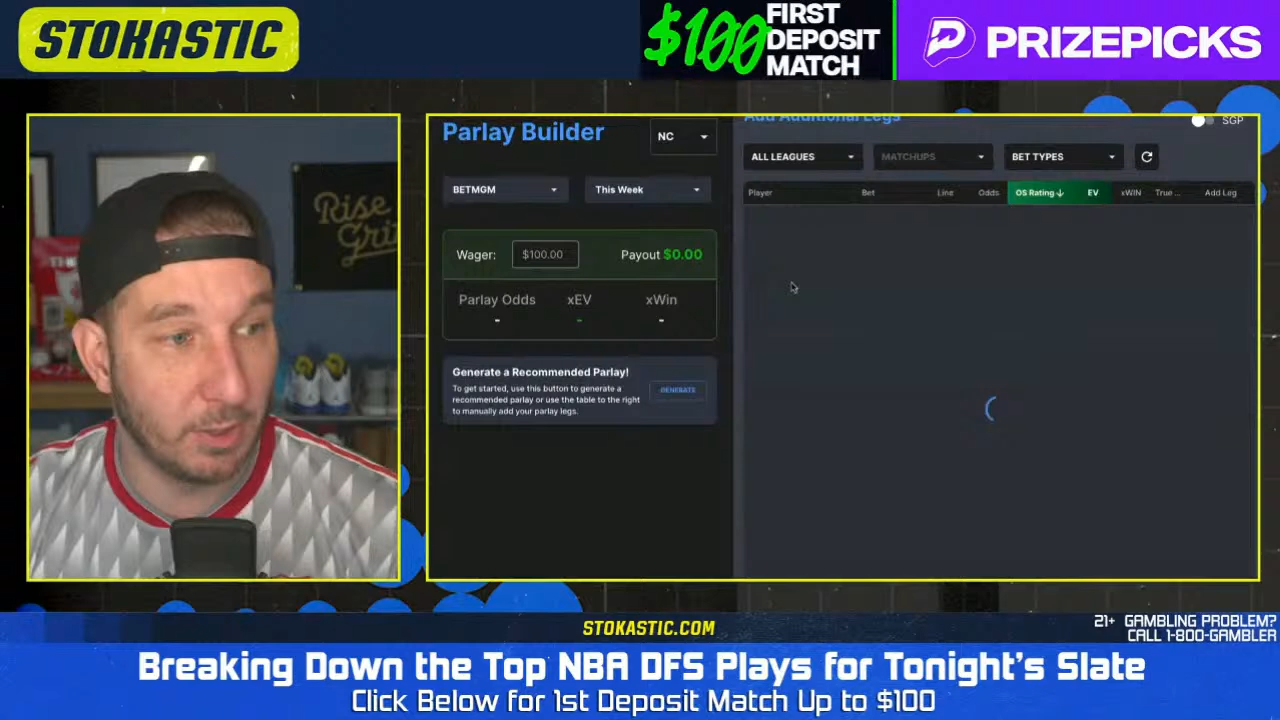 STOKASTIC
$100
FIRST
DEPOSIT
MATCH
PRIZEPICKS
Rise
Parlay Builder
NC
BETMGM
This Week
Wager:
$100.00
Payout $0.00
Parlay Odds
xEV
xWin
-
-
-
Generate a Recommended Parlay!
To get started, use this button to generate a
recommended parlay or use the table to the right
to manually add your parlay legs.
GENERATE
Add Additional Legs
SGP
ALL LEAGUES
MATCHUPS
BET TYPES
Player
Bet
Line
Odds
OS Rating
EV
xWIN
True ...
Add Leg
STOKASTIC.COM
21+ GAMBLING PROBLEM?
CALL 1-800-GAMBLER
Breaking Down the Top NBA DFS Plays for Tonight's Slate
Click Below for 1st Deposit Match Up to $100